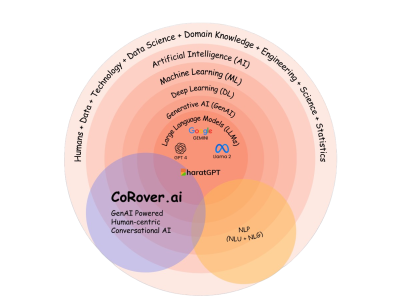 Humans + Data + Technology + Data Science + Domain Knowledge + Engineering + Science + Statistics
Artificial Intelligence (AI)
Machine Learning (ML)
Deep Learning (DL)
Generative AI (GenAI)
Large Language Models (LLMs)
Google
GEMINI
GPT 4
Llama 2
BharatGPT
CoRover.ai
GenAI Powered
Human-centric
Conversational AI
NLP
(NLU + NLG)